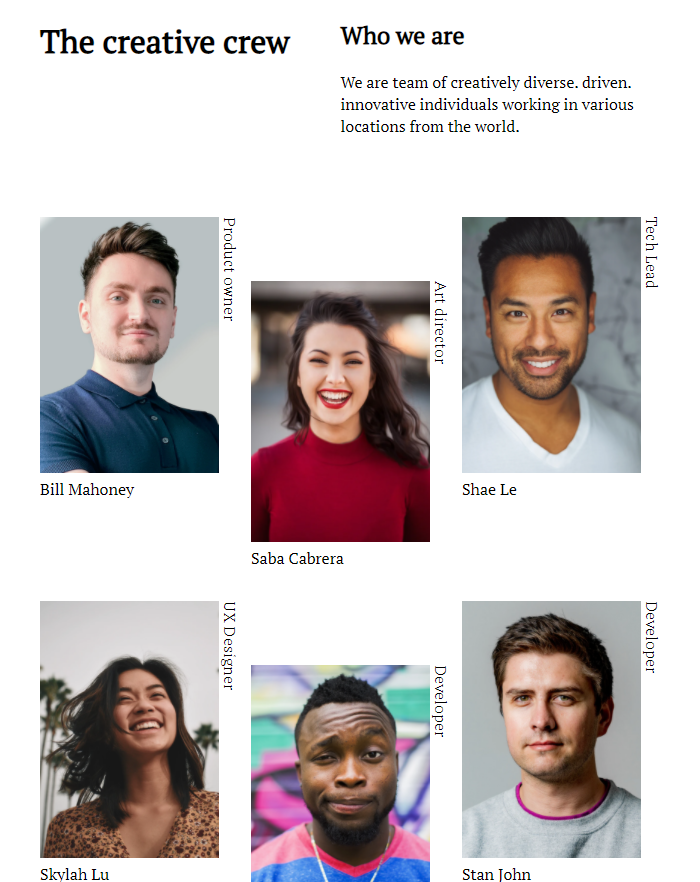 The creative crew
Who we are
We are team of creatively diverse. driven.
innovative individuals working in various
locations from the world.
Product owner
Bill Mahoney
Art director
Saba Cabrera
Tech Lead
Shae Le
UX Designer
Skylah Lu
Developer
Developer
Stan John